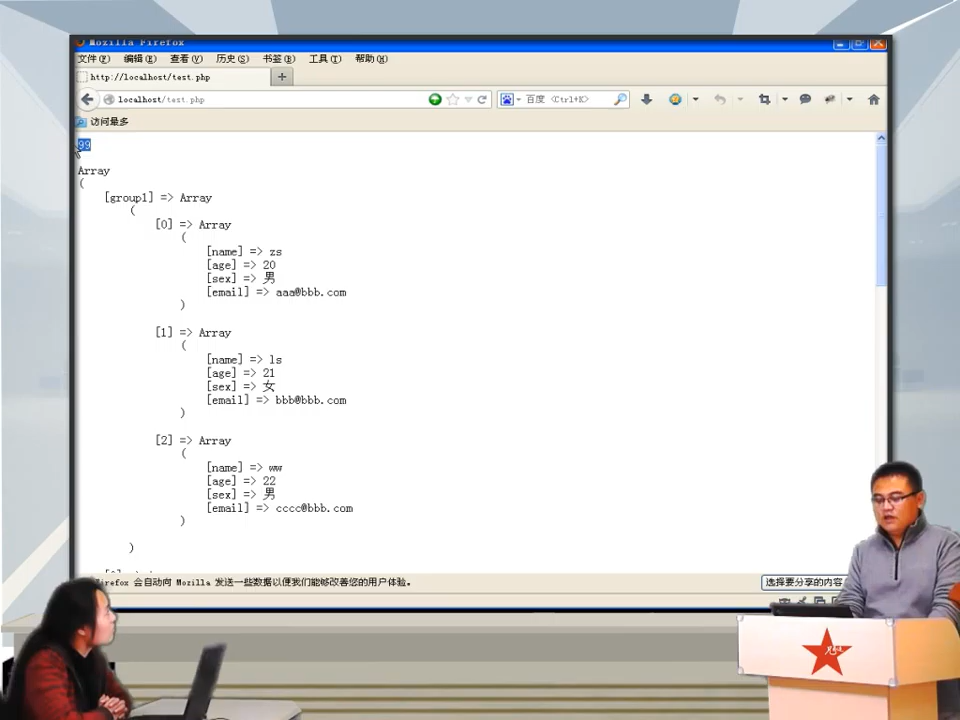 Mozilla Firefox
文件(F) 编辑(E) 查看(V) 历史(S) 书签(B) 工具(T) 帮助(H)
http://localhost/test.php
localhost/test.php 百度 <Ctrl+K>
访问最多
99
Array
(
[group1] => Array
(
[0] => Array
(
[name] => zs
[age] => 20
[sex] => 男
[email] => aaa@bbb.com
)
[1] => Array
(
[name] => ls
[age] => 21
[sex] => 女
[email] => bbb@bbb.com
)
[2] => Array
(
[name] => ww
[age] => 22
[sex] => 男
[email] => cccc@bbb.com
)
)
Firefox 会自动向 Mozilla 发送一些数据以便我们能够改善您的用户体验。 选择要分享的内容